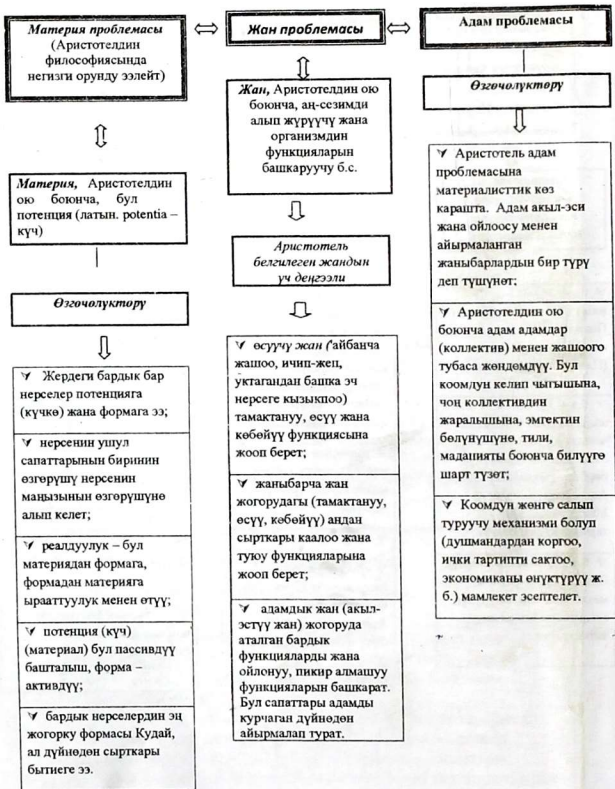 Материя проблемасы
(Аристотелдин
философиясында
негизги орунду ээлейт)
Материя, Аристотелдин
ою боюнча, бул
потенция (латын. potentia –
күч)
Өзгөчөлүктөрү
Жердеги бардык бар
нерселер потенцияга
(күчкө) жана формага ээ;
нерсенин ушул
сапаттарынын биринин
өзгөрүшү нерсенин
маңызынын өзгөрүшүнө
алып келет;
реалдуулук – бул
материядан формага,
формадан материяга
ырааттуулук менен өтүү;
потенция (күч)
(материал) бул пассивдүү
башталыш, форма –
активдүү;
бардык нерселердин эң
жогорку формасы Кудай,
ал дүйнөдөн сырткары
бытиеге ээ.
Жан проблемасы
Жан, Аристотелдин ою
боюнча, аң-сезимди
алып жүрүүчү жана
организмдин
функцияларын
башкаруучу б.с.
Аристотель
белгилеген жандын
үч деңгээли
өсүүчү жан ('айбанча
жашоо, ичип-жеп,
уктагандан башка эч
нерсеге кызыкпоо)
тамактануу, өсүү жана
көбөйүү функциясына
жооп берет;
жаныбарча жан
жогорудагы (тамактануу,
өсүү, көбөйүү) андан
сырткары каалоо жана
туюу функцияларына
жооп берет;
адамдык жан (акыл-
эстүү жан) жогоруда
аталган бардык
функцияларды жана
ойлонуу, пикир алмашуу
функцияларын башкарат.
Бул сапаттары адамды
курчаган дүйнөдөн
айырмалап турат.
Адам проблемасы
Өзгөчөлүктөрү
Аристотель адам
проблемасына
материалисттик көз
карашта. Адам акыл-эси
жана ойлоосу менен
айырмаланган
жаныбарлардын бир түрү
деп түшүнөт;
Аристотелдин ою
боюнча адам адамдар
(коллектив) менен жашоого
тубаса жөндөмдүү. Бул
коомдун келип чыгышына,
чоң коллективдин
жаралышына, эмгектин
бөлүнүшүнө, тили,
маданияты боюнча билүүгө
шарт түзөт;
Коомдун жөнгө салып
туруучу механизми болуп
(душмандардан коргоо,
ички тартипти сактоо,
экономиканы өнүктүрүү ж.
б.) мамлекет эсептелет.